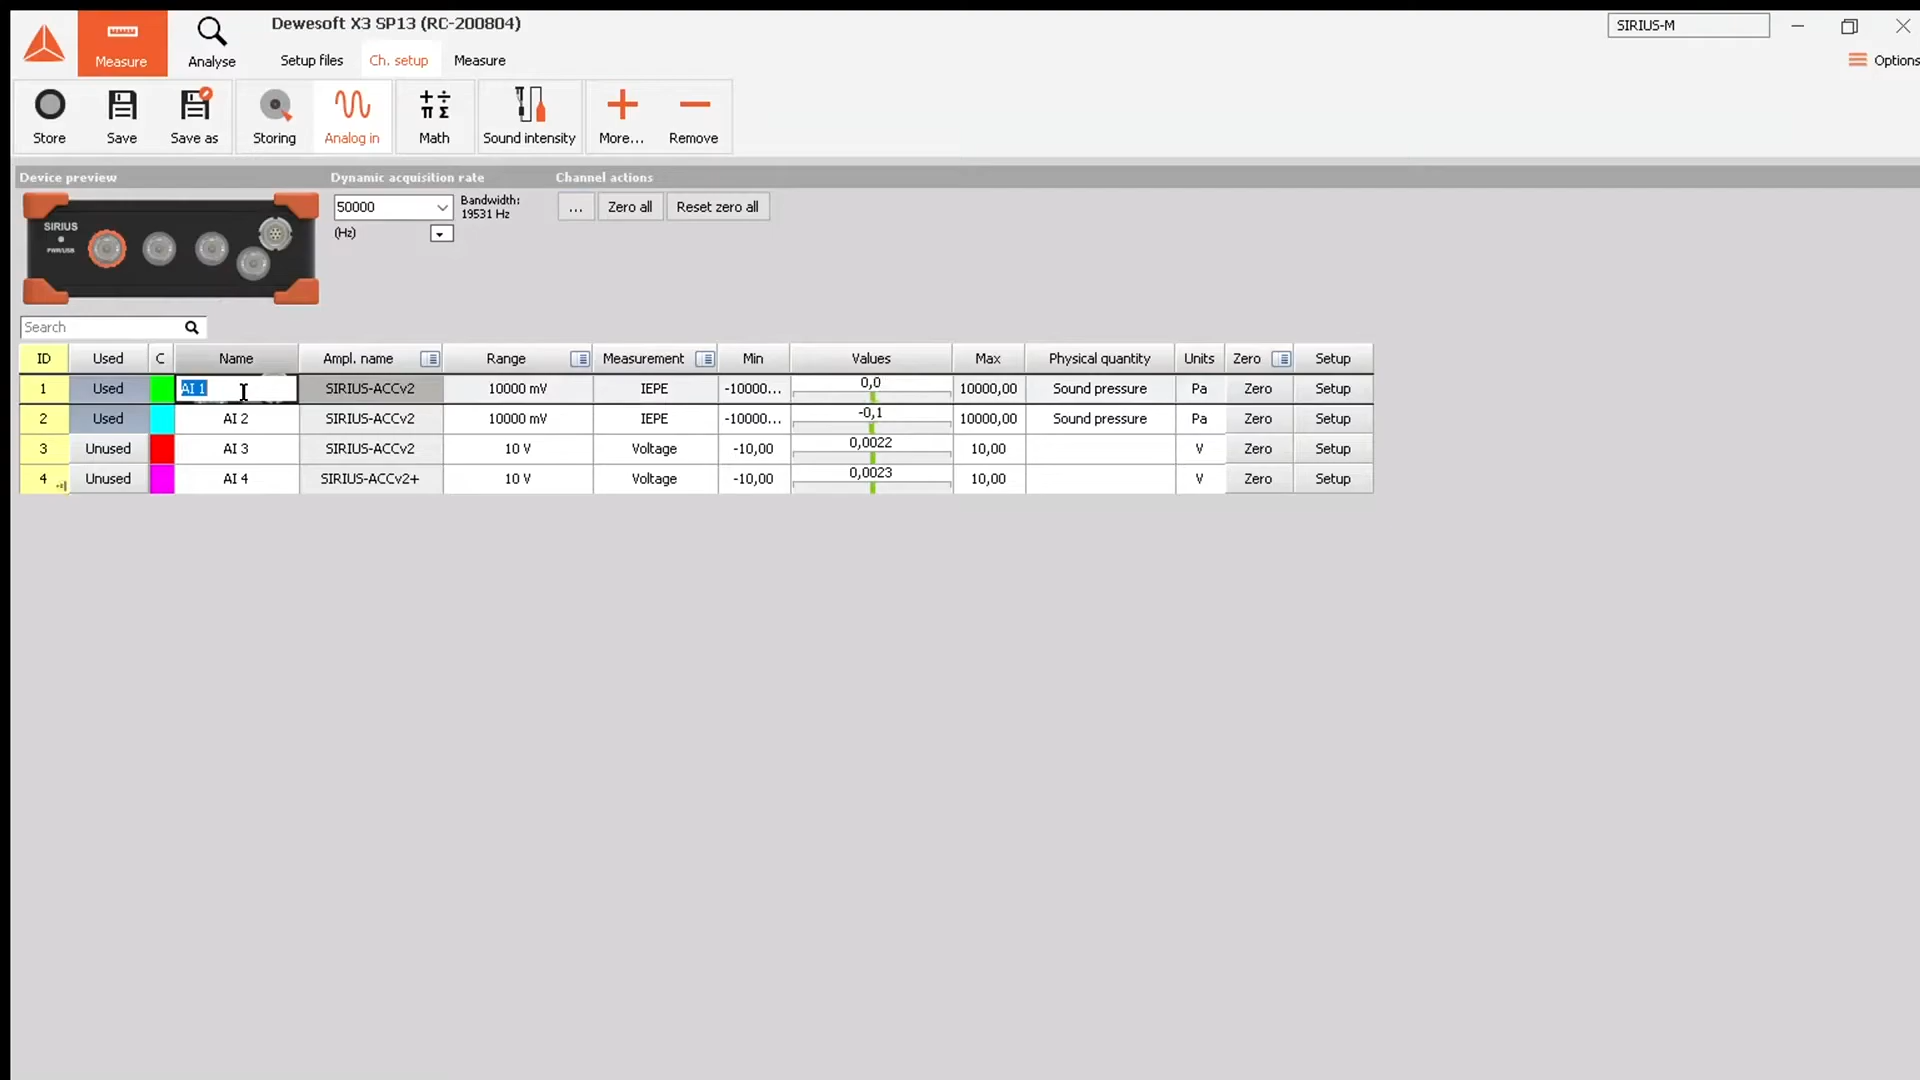 Dewesoft X3 SP13 (RC-200804)
SIRIUS-M
Measure
Analyse
Setup files
Ch. setup
Measure
Options
Store
Save
Save as
Storing
Analog in
Math
Sound intensity
More...
Remove
Device preview
Dynamic acquisition rate
Channel actions
SIRIUS
PWR/USB
50000
Bandwidth:
19531 Hz
(Hz)
...
Zero all
Reset zero all
Search
ID Used C Name Ampl. name Range Measurement Min Values Max Physical quantity Units Zero Setup
1 Used AI 1 SIRIUS-ACCv2 10000 mV IEPE -10000... 0,0 10000,00 Sound pressure Pa Zero Setup
2 Used AI 2 SIRIUS-ACCv2 10000 mV IEPE -10000... -0,1 10000,00 Sound pressure Pa Zero Setup
3 Unused AI 3 SIRIUS-ACCv2 10 V Voltage -10,00 0,0022 10,00 V Zero Setup
4 Unused AI 4 SIRIUS-ACCv2+ 10 V Voltage -10,00 0,0023 10,00 V Zero Setup